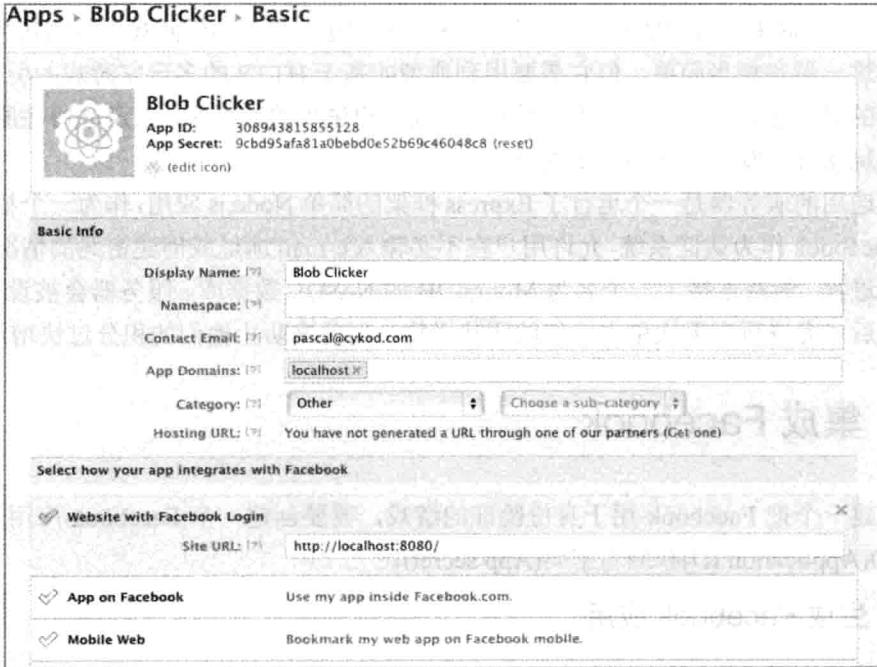 Apps ▸ Blob Clicker ▸ Basic
Blob Clicker
App ID: 308943815855128
App Secret: 9cbd95afa81a0bebd0e52b69c46048c8 (reset)
(edit icon)
Basic Info
Display Name: [?] Blob Clicker
Namespace: [?]
Contact Email: [?] pascal@cykod.com
App Domains: [?] localhost ×
Category: [?] Other Choose a sub-category
Hosting URL: [?] You have not generated a URL through one of our partners (Get one)
Select how your app integrates with Facebook
Website with Facebook Login ×
Site URL: [?] http://localhost:8080/
App on Facebook Use my app inside Facebook.com.
Mobile Web Bookmark my web app on Facebook mobile.